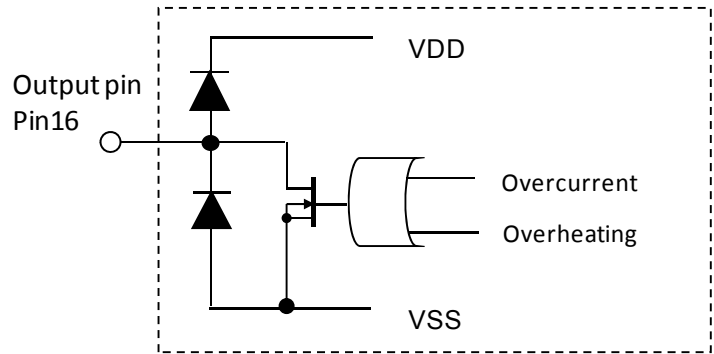 VDD
Output pin
Pin16
Overcurrent
Overheating
VSS